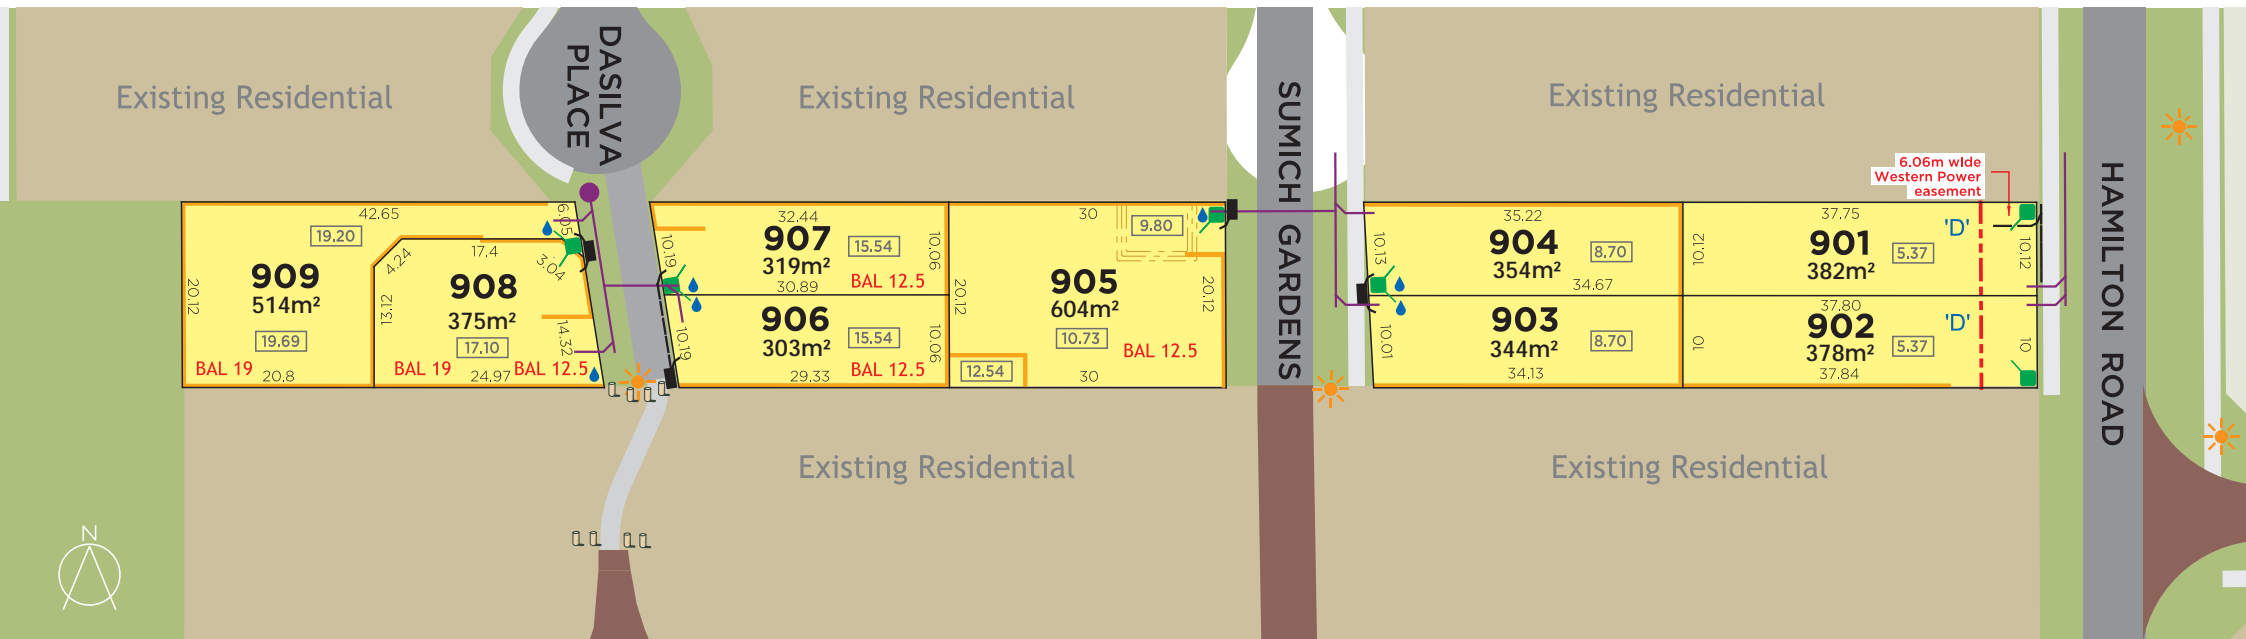 Existing Residential
DASILVA
PLACE
Existing Residential
SUMICH GARDENS
Existing Residential
HAMILTON ROAD
6.06m wide
Western Power
easement
42.65
6.05
19.20
909
514m²
20.12
19.69
BAL 19
20.8
4.24
17.4
3.04
908
375m²
13.12
14.32
17.10
BAL 19
BAL 12.5
24.97
32.44
907
319m²
15.54
10.19
10.06
BAL 12.5
30.89
906
303m²
15.54
10.19
10.06
BAL 12.5
29.33
30
9.80
905
604m²
20.12
20.12
10.73
BAL 12.5
12.54
30
35.22
904
354m²
8.70
10.13
10.12
34.67
903
344m²
8.70
10.01
10
34.13
37.75
901
382m²
5.37
'D'
10.12
37.80
902
378m²
5.37
'D'
10
37.84
Existing Residential
Existing Residential
N